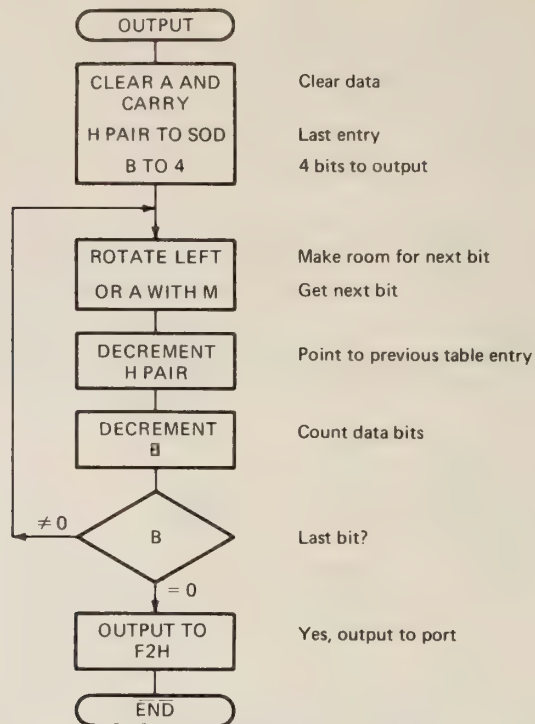 OUTPUT
CLEAR A AND
CARRY
Clear data
H PAIR TO SOD
Last entry
B TO 4
4 bits to output
ROTATE LEFT
Make room for next bit
OR A WITH M
Get next bit
DECREMENT
H PAIR
Point to previous table entry
DECREMENT
B
Count data bits
≠ 0
B
Last bit?
= 0
OUTPUT TO
F2H
Yes, output to port
END